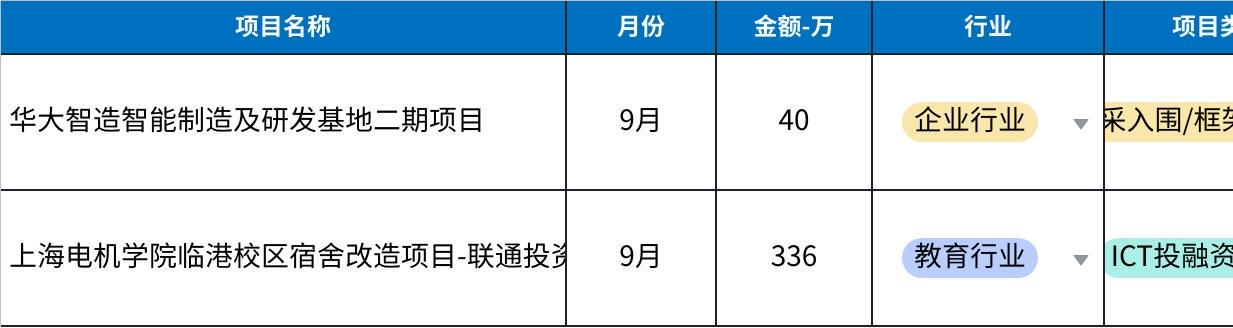 项目名称 月份 金额-万 行业 项目
华大智造智能制造及研发基地二期项目 9月 40 企业行业 采入围/框
上海电机学院临港校区宿舍改造项目-联通投 9月 336 教育行业 ICT投融资